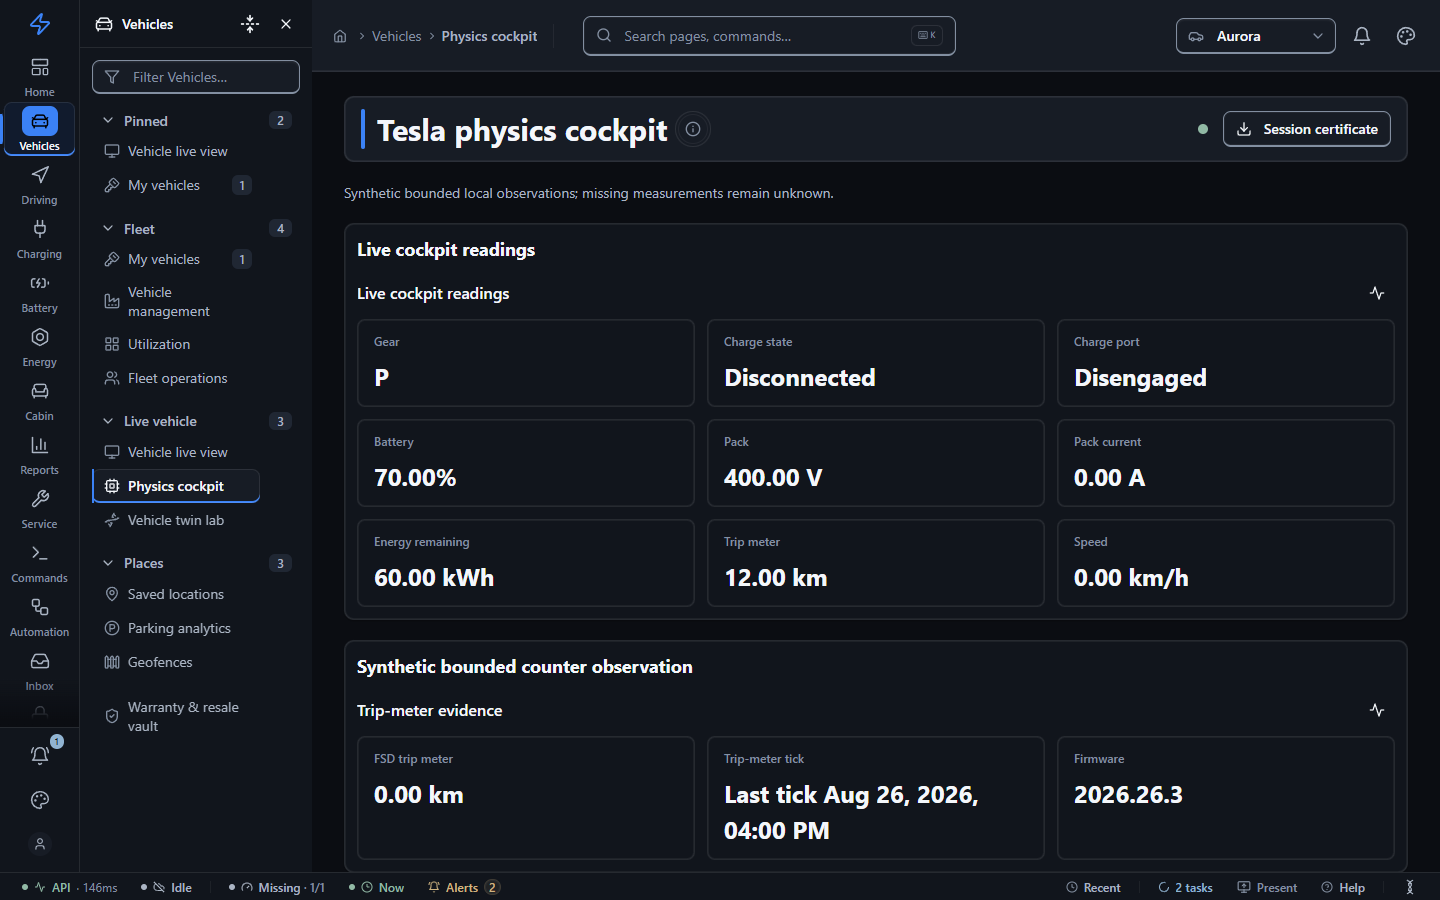 Vehicles
Vehicles
Physics cockpit
Search pages, commands...
K
Aurora
Filter Vehicles...
Home
Vehicles
Driving
Charging
Battery
Energy
Cabin
Reports
Service
Commands
Automation
Inbox
1
Pinned
2
Vehicle live view
My vehicles
1
Fleet
4
My vehicles
1
Vehicle
management
Utilization
Fleet operations
Live vehicle
3
Vehicle live view
Physics cockpit
Vehicle twin lab
Places
3
Saved locations
Parking analytics
Geofences
Warranty & resale
vault
Tesla physics cockpit
Session certificate
Synthetic bounded local observations; missing measurements remain unknown.
Live cockpit readings
Live cockpit readings
Gear
P
Charge state
Disconnected
Charge port
Disengaged
Battery
70.00%
Pack
400.00 V
Pack current
0.00 A
Energy remaining
60.00 kWh
Trip meter
12.00 km
Speed
0.00 km/h
Synthetic bounded counter observation
Trip-meter evidence
FSD trip meter
0.00 km
Trip-meter tick
Last tick Aug 26, 2026,
04:00 PM
Firmware
2026.26.3
API · 146ms
Idle
Missing · 1/1
Now
Alerts 2
Recent
2 tasks
Present
Help